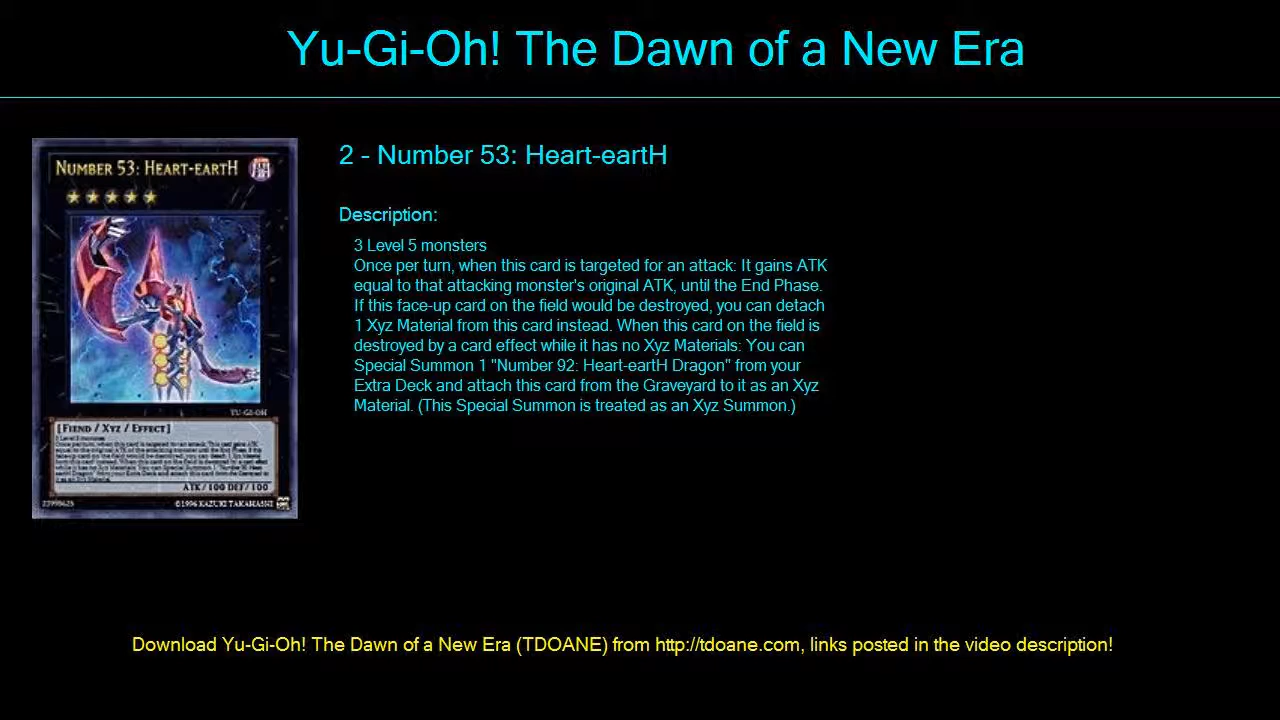 Yu-Gi-Oh! The Dawn of a New Era
NUMBER 53: HEART-EARTH
2 - Number 53: Heart-eartH
Description:
3 Level 5 monsters
Once per turn, when this card is targeted for an attack: It gains ATK
equal to that attacking monster's original ATK, until the End Phase.
If this face-up card on the field would be destroyed, you can detach
1 Xyz Material from this card instead. When this card on the field is
destroyed by a card effect while it has no Xyz Materials: You can
Special Summon 1 "Number 92: Heart-eartH Dragon" from your
Extra Deck and attach this card from the Graveyard to it as an Xyz
Material. (This Special Summon is treated as an Xyz Summon.)
YU-GI-OH
[FIEND / XYZ / EFFECT]
3 Level 5 monsters
ATK / 100 DEF / 100
©1996 KAZUKI TAKAHASHI
Download Yu-Gi-Oh! The Dawn of a New Era (TDOANE) from http://tdoane.com, links posted in the video description!